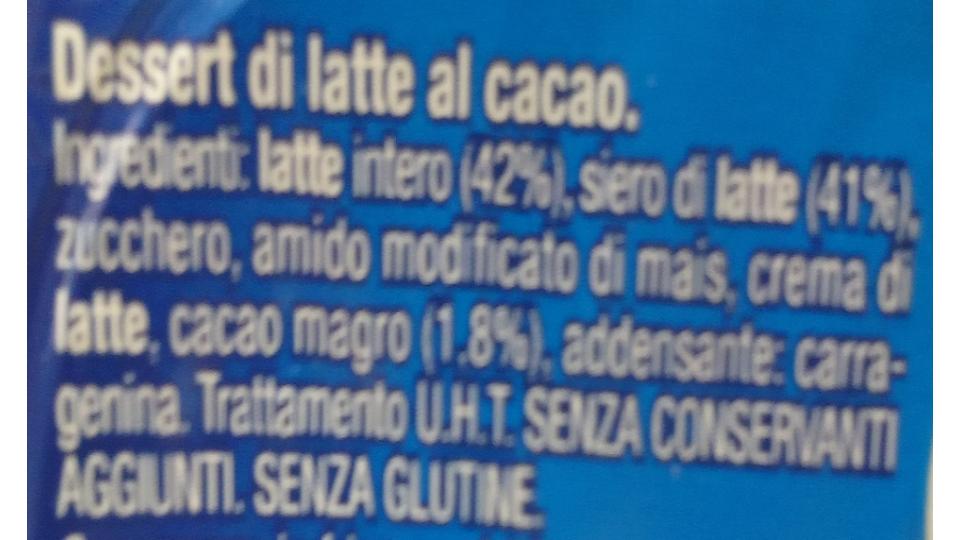 Dessert di latte al cacao.
Ingredienti: latte intero (42%), siero di latte (41%),
zucchero, amido modificato di mais, crema di
latte, cacao magro (1.8%), addensante: carra-
genina. Trattamento U.H.T. SENZA CONSERVANTI
AGGIUNTI. SENZA GLUTINE.